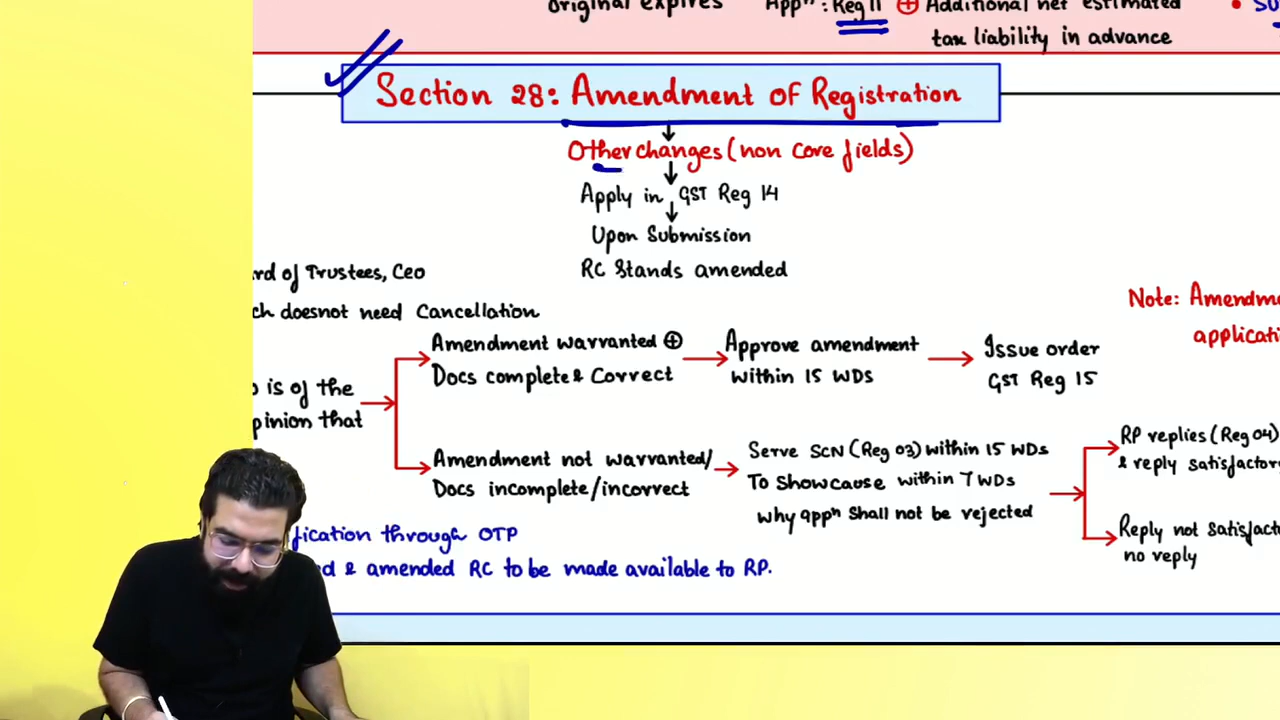 original expires
Appⁿ: Reg 11 ⊕ Additional net estimated
tax liability in advance
Section 28: Amendment of Registration
Other changes (non core fields)
Apply in GST Reg 14
Upon Submission
RC Stands amended
rd of Trustees, Ceo
ch doesnot need Cancellation
Note: Amendme
applicati
Amendment warranted ⊕
Docs complete & Correct
Approve amendment
within 15 WDs
Issue order
GST Reg 15
is of the
pinion that
Amendment not warranted/
Docs incomplete/incorrect
Serve SCN (Reg 03) within 15 WDs
To Showcause within 7 WDs
why appⁿ Shall not be rejected
RP replies (Reg 04)
& reply satisfactory
Reply not satisfact
no reply
fication through OTP
d & amended RC to be made available to RP.